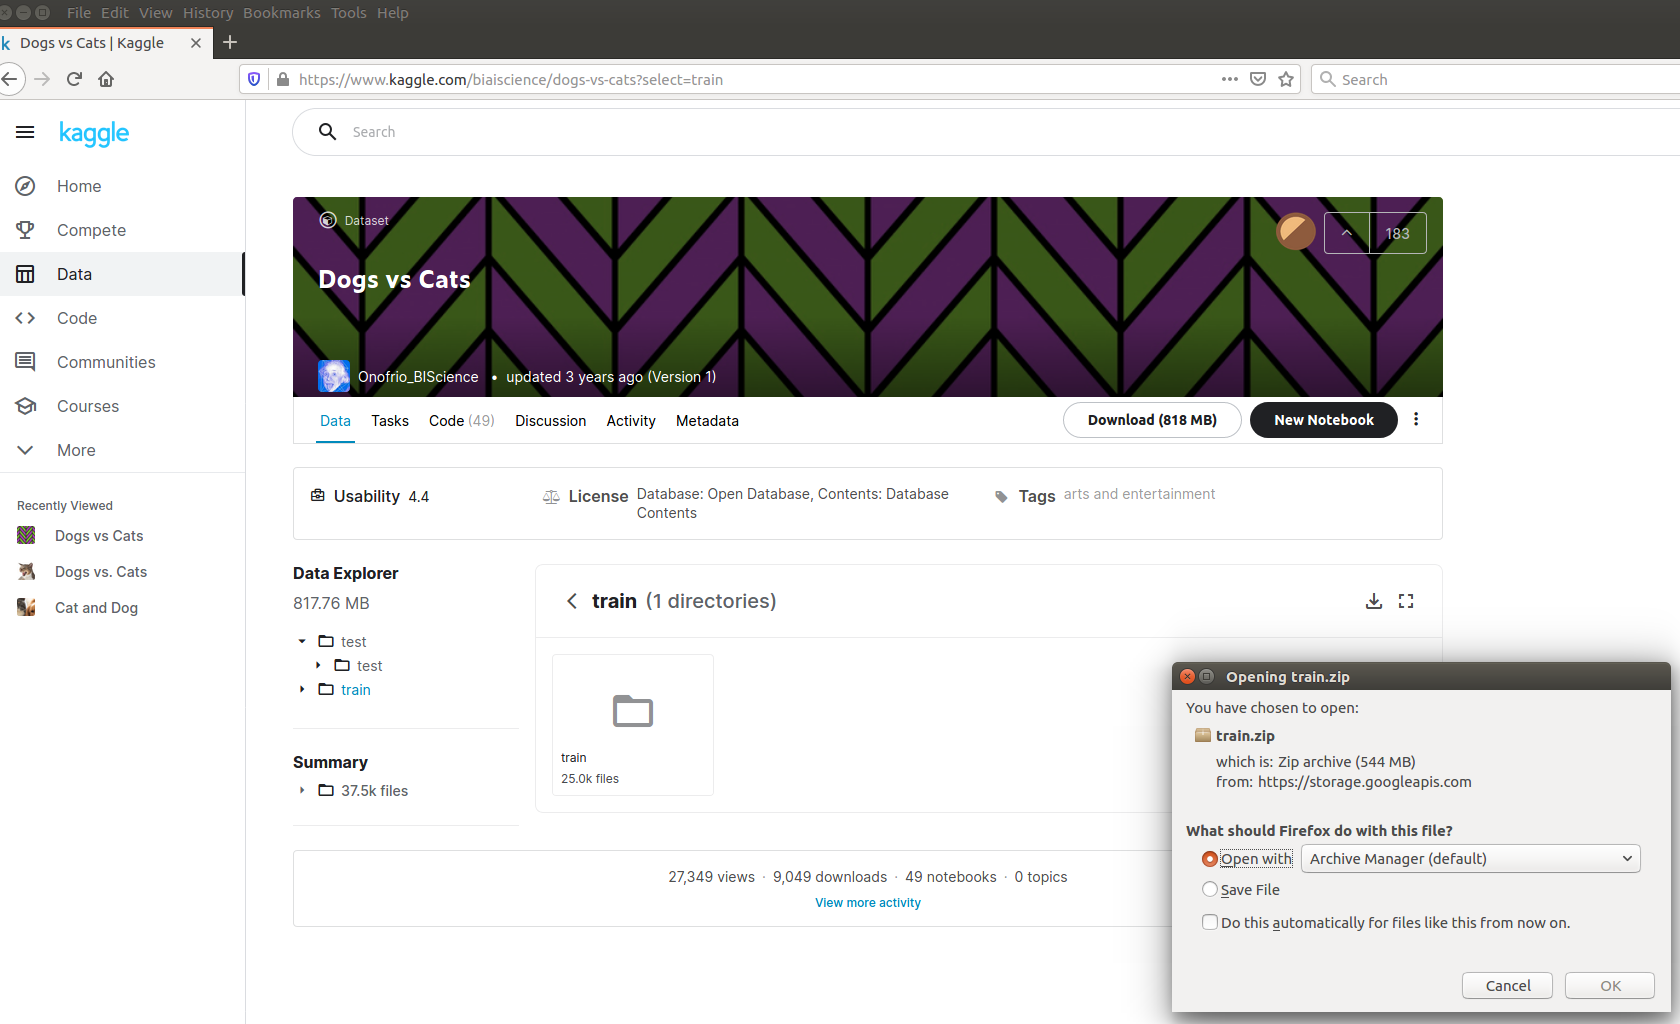 File Edit View History Bookmarks Tools Help
k Dogs vs Cats | Kaggle
https://www.kaggle.com/biaiscience/dogs-vs-cats?select=train
Search
kaggle
Search
Home
Compete
Data
Code
Communities
Courses
More
Recently Viewed
Dogs vs Cats
Dogs vs. Cats
Cat and Dog
Dataset
183
Dogs vs Cats
Onofrio_BIScience • updated 3 years ago (Version 1)
Data Tasks Code (49) Discussion Activity Metadata
Download (818 MB)
New Notebook
Usability 4.4
License Database: Open Database, Contents: Database
Contents
Tags arts and entertainment
Data Explorer
817.76 MB
test
test
train
Summary
37.5k files
train (1 directories)
train
25.0k files
27,349 views · 9,049 downloads · 49 notebooks · 0 topics
View more activity
Opening train.zip
You have chosen to open:
train.zip
which is: Zip archive (544 MB)
from: https://storage.googleapis.com
What should Firefox do with this file?
Open with Archive Manager (default)
Save File
Do this automatically for files like this from now on.
Cancel OK